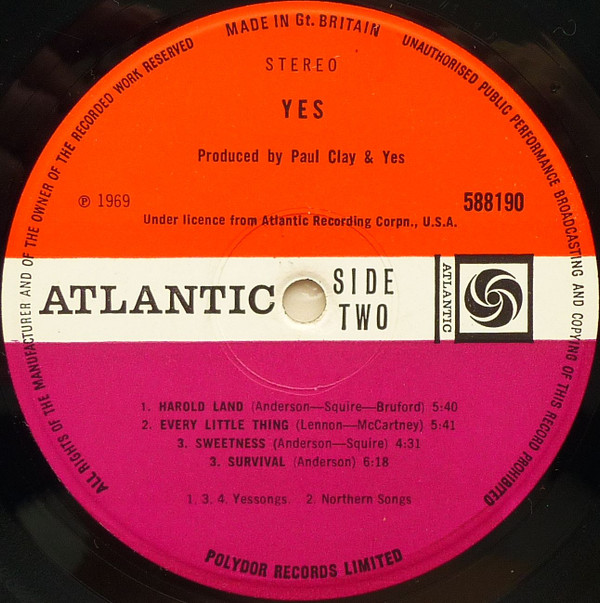 MADE IN Gt. BRITAIN
UNAUTHORISED PUBLIC PERFORMANCE BROADCASTING AND COPYING OF THIS RECORD PROHIBITED
ALL RIGHTS OF THE MANUFACTURER AND OF THE OWNER OF THE RECORDED WORK RESERVED
STEREO
YES
Produced by Paul Clay & Yes
℗ 1969
588190
Under licence from Atlantic Recording Corpn., U.S.A.
ATLANTIC
SIDE
TWO
ATLANTIC
1. HAROLD LAND (Anderson—Squire—Bruford) 5:40
2. EVERY LITTLE THING (Lennon—McCartney) 5:41
3. SWEETNESS (Anderson—Squire) 4:31
3. SURVIVAL (Anderson) 6:18
1. 3. 4. Yessongs. 2. Northern Songs
POLYDOR RECORDS LIMITED